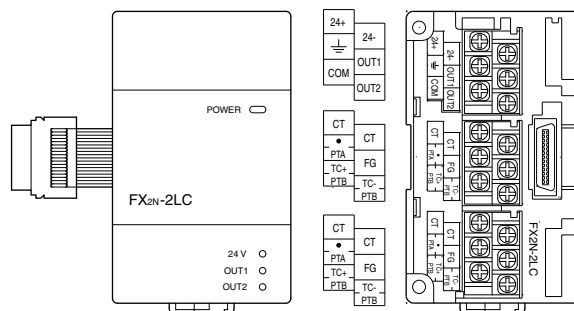 POWER
FX2N-2LC
24 V
OUT1
OUT2
24+
24-
OUT1
COM
OUT2
CT
CT
PTA
FG
TC+
TC-
PTB
PTB
CT
CT
PTA
FG
TC+
TC-
PTB
PTB
24+
24-
OUT1
COM
OUT2
CT
CT
PTA
FG
TC+
TC-
PTB
PTB
CT
CT
PTA
FG
TC+
TC-
PTB
PTB
FX2N-2LC